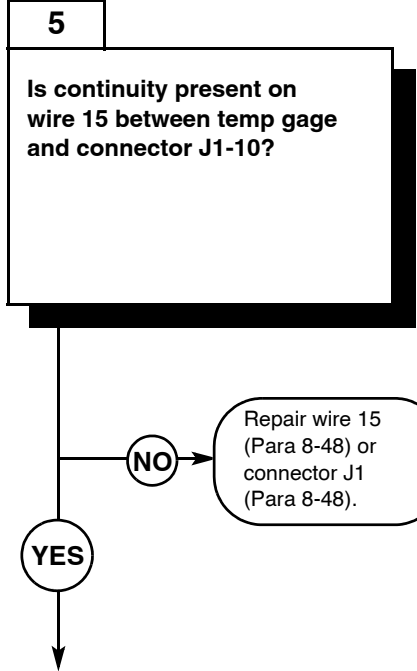 5
Is continuity present on
wire 15 between temp gage
and connector J1-10?
NO
Repair wire 15
(Para 8-48) or
connector J1
(Para 8-48).
YES